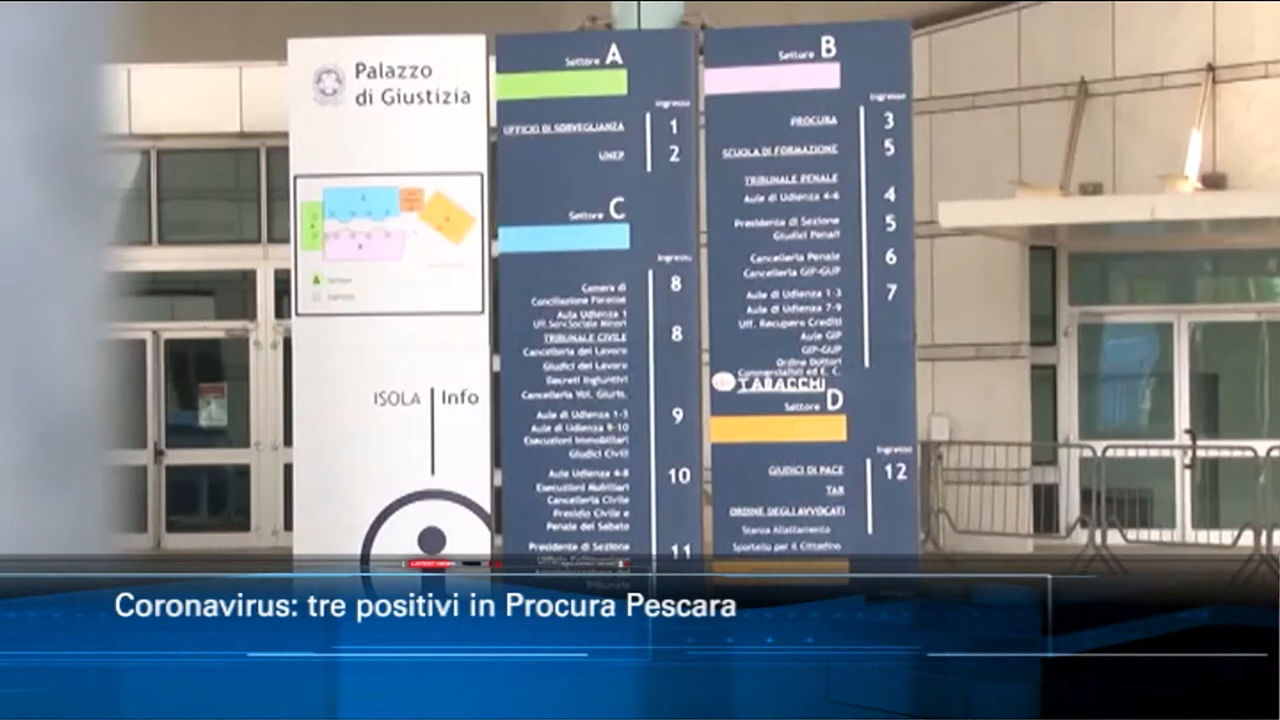 Palazzo
di Giustizia
ISOLA Info
Settore A
Ingresso
UFFICIO DI SORVEGLIANZA 1
UNEP 2
Settore C
Ingresso
Camera di 8
Conciliazione Forense
Aula Udienza 1
Uff.Serv.Sociale Minori
TRIBUNALE CIVILE 8
Cancelleria del Lavoro
Giudici del Lavoro
Decreti Ingiuntivi
Cancelleria Vol. Giuris.
Aule di Udienza 1-3 9
Aule di Udienza 9-10
Esecuzioni Immobiliari
Giudici Civili
Aule Udienza 4-8 10
Esecuzioni Mobiliari
Cancelleria Civile
Presidio Civile e
Penale del Sabato
Presidente di Sezione 11
Settore B
Ingresso
PROCURA 3
SCUOLA DI FORMAZIONE 5
TRIBUNALE PENALE
Aule di Udienza 4-6 4
Presidente di Sezione 5
Giudici Penali
Cancelleria Penale 6
Cancelleria GIP-GUP
Aule di Udienza 1-3 7
Aule di Udienza 7-9
Uff. Recupero Crediti
Aule GIP
GIP-GUP
Ordine Dottori
Commercialisti ed E. C.
TABACCHI
Settore D
Ingresso
GIUDICI DI PACE 12
TAR
ORDINE DEGLI AVVOCATI
Stanza Allattamento
Sportello per il Cittadino
LATEST NEWS
Coronavirus: tre positivi in Procura Pescara